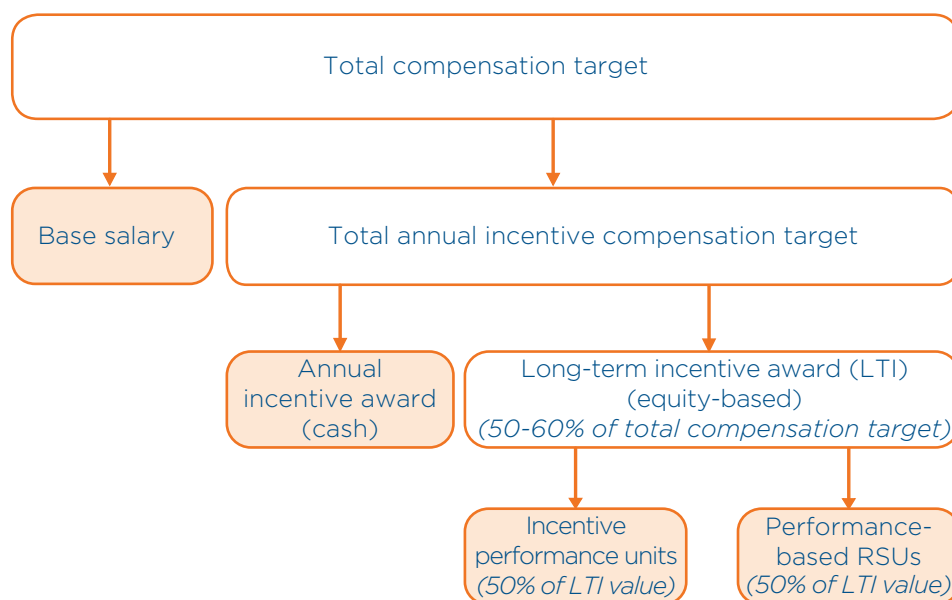 Total compensation target
Base salary
Total annual incentive compensation target
Annual
incentive award
(cash)
Long-term incentive award (LTI)
(equity-based)
(50-60% of total compensation target)
Incentive
performance units
(50% of LTI value)
Performance-
based RSUs
(50% of LTI value)